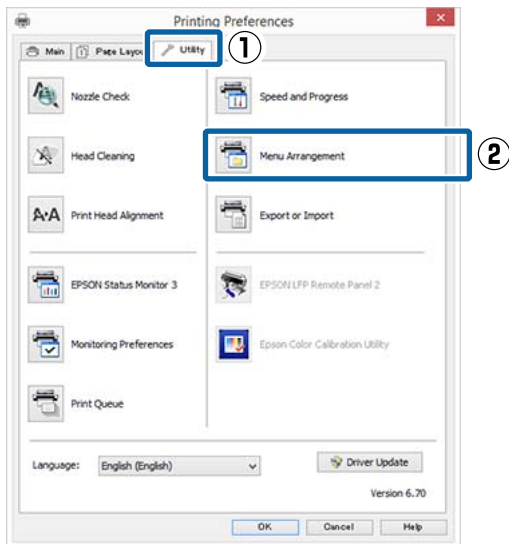 Printing Preferences
Main Page Layou Utility ①
Nozzle Check Speed and Progress
Head Cleaning Menu Arrangement ②
A·A Print Head Alignment Export or Import
EPSON Status Monitor 3 EPSON LFP Remote Panel 2
Monitoring Preferences Epson Color Calibration Utility
Print Queue
Language: English (English) Driver Update
Version 6.70
OK Cancel Help